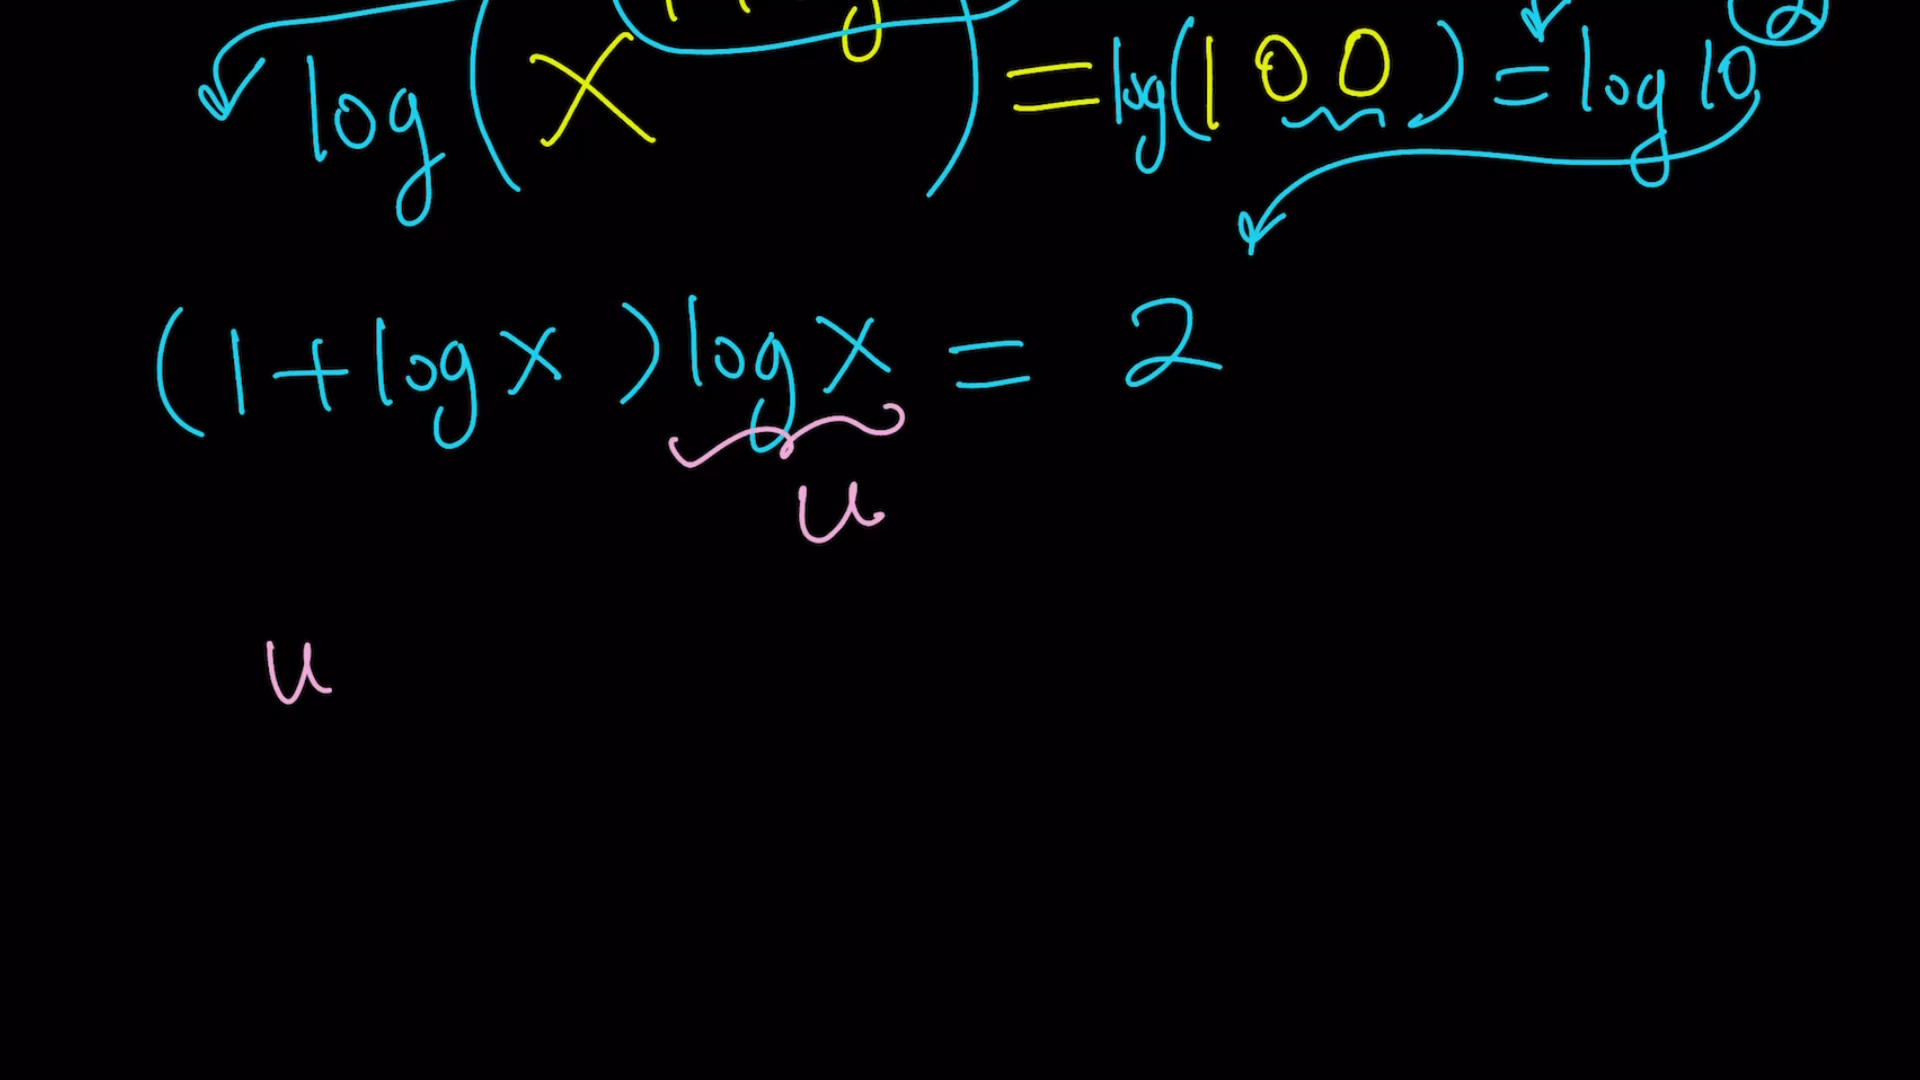 log(x) = log(100) = log 10²
(1 + log x) log x = 2
u
u